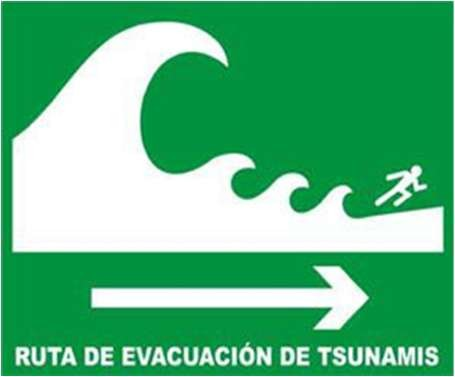 RUTA DE EVACUACIÓN DE TSUNAMIS